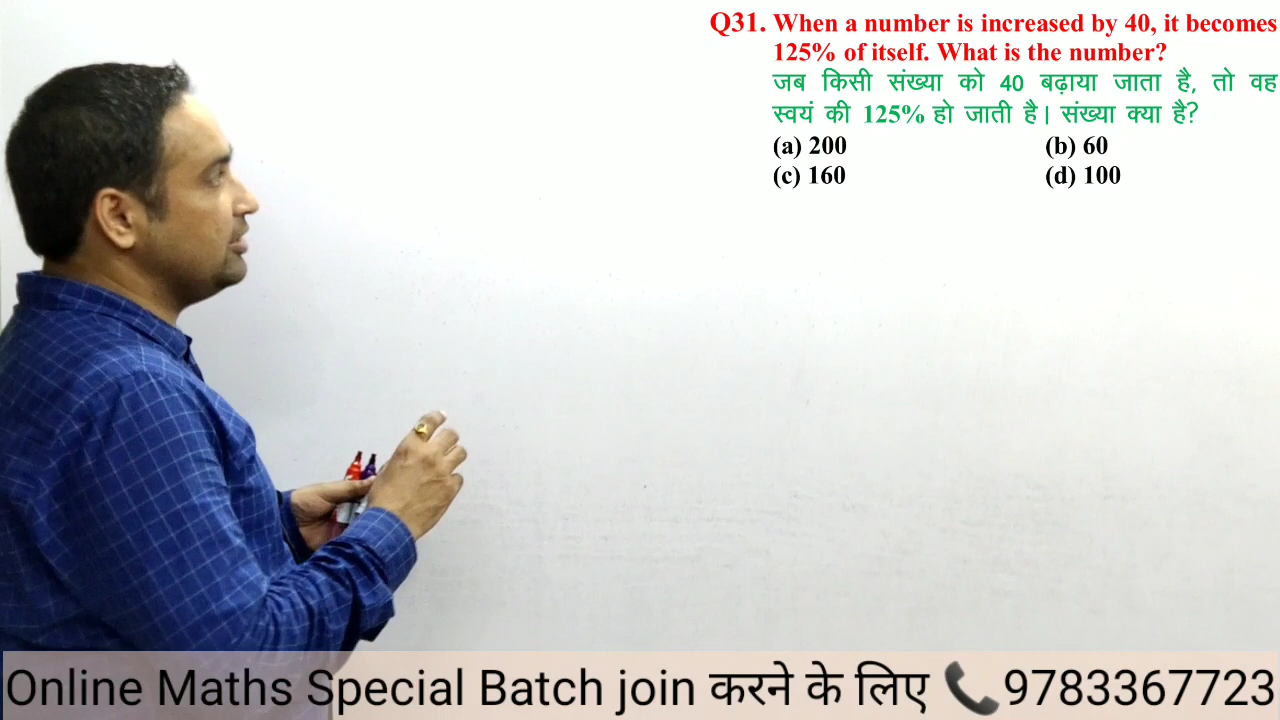 Q31. When a number is increased by 40, it becomes
125% of itself. What is the number?
जब किसी संख्या को 40 बढ़ाया जाता है, तो वह
स्वयं की 125% हो जाती है। संख्या क्या है?
(a) 200 (b) 60
(c) 160 (d) 100
Online Maths Special Batch join करने के लिए 📞9783367723